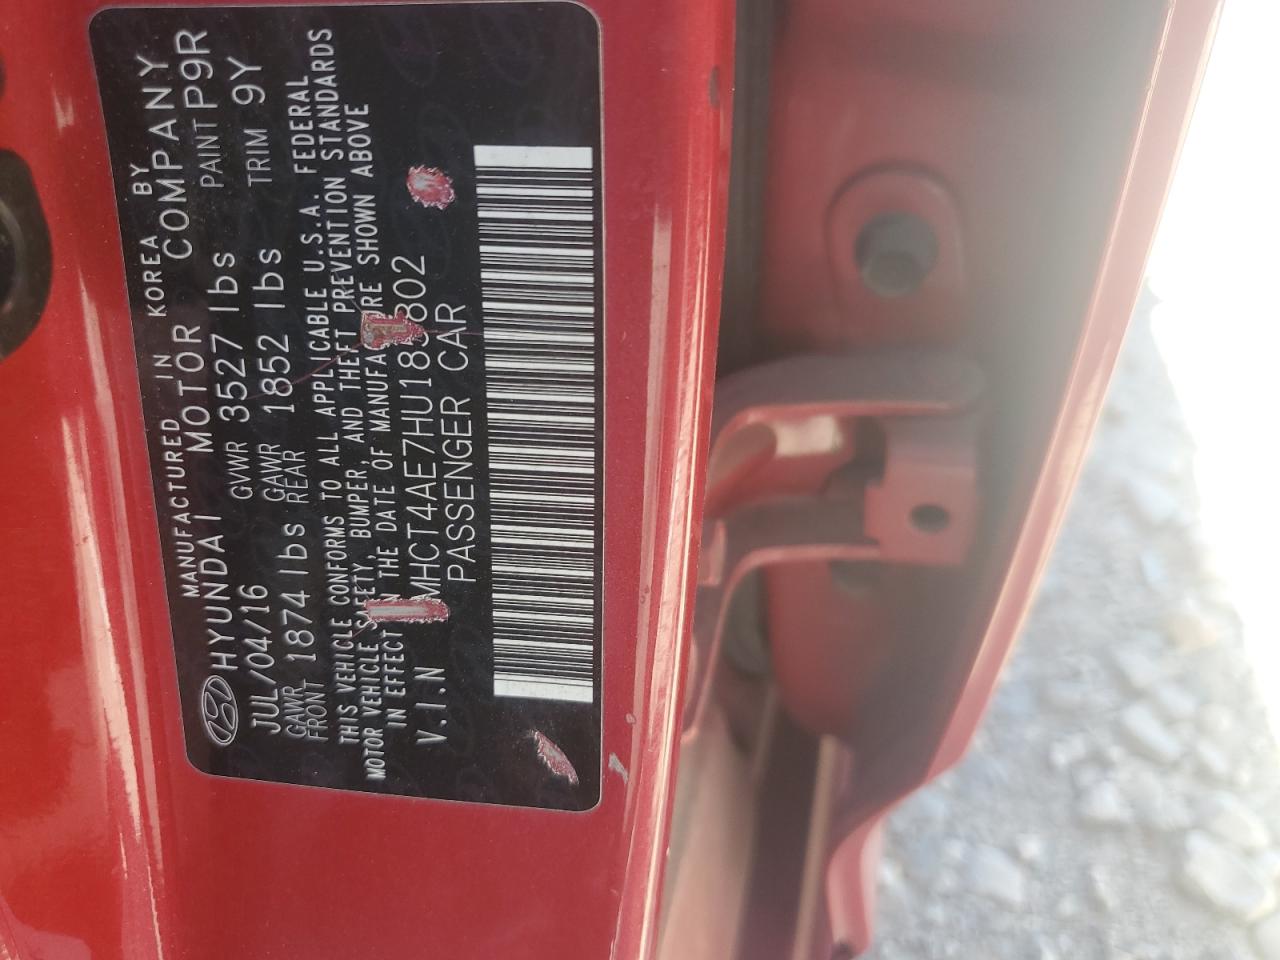 MANUFACTURED IN KOREA BY
HYUNDAI MOTOR COMPANY
JUL/04/16 GVWR 3527 lbs PAINT P9R
GAWR FRONT 1874 lbs GAWR REAR 1852 lbs TRIM 9Y
THIS VEHICLE CONFORMS TO ALL APPLICABLE U.S.A. FEDERAL
MOTOR VEHICLE SAFETY, BUMPER, AND THEFT PREVENTION STANDARDS
IN EFFECT THE DATE OF SHOWN ABOVE
V.I.N
PASSENGER CAR